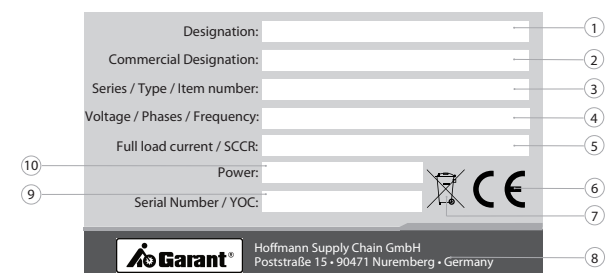 Designation: 1
Commercial Designation: 2
Series / Type / Item number: 3
Voltage / Phases / Frequency: 4
Full load current / SCCR: 5
10 Power:
6
9 Serial Number / YOC:
7
CE
Garant®
Hoffmann Supply Chain GmbH
Poststraße 15 • 90471 Nuremberg • Germany 8